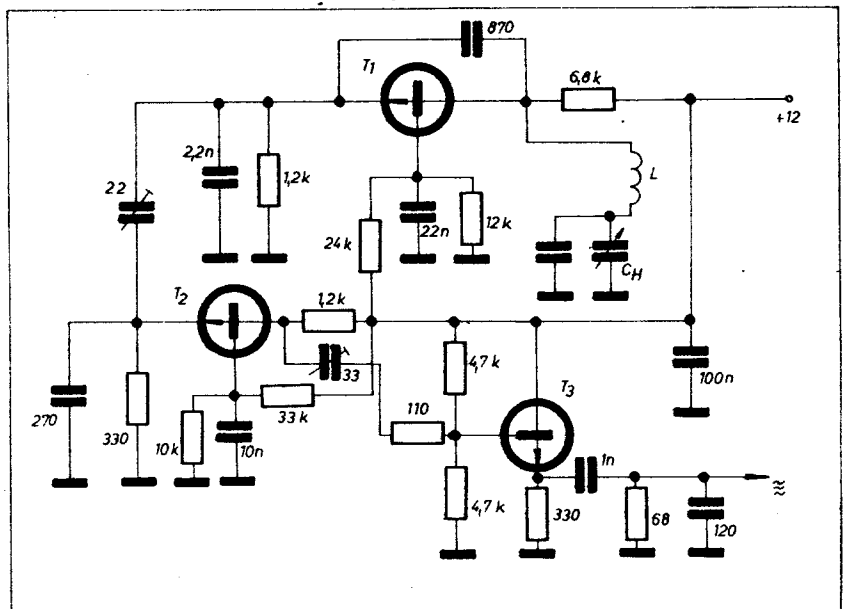 870
T1
6,8k
+12
2,2n
1,2k
22
22n
12k
L
24k
CH
T2
1,2k
33
4,7k
100n
T3
270
330
10k
10n
33k
110
1n
4,7k
330
68
120
≈